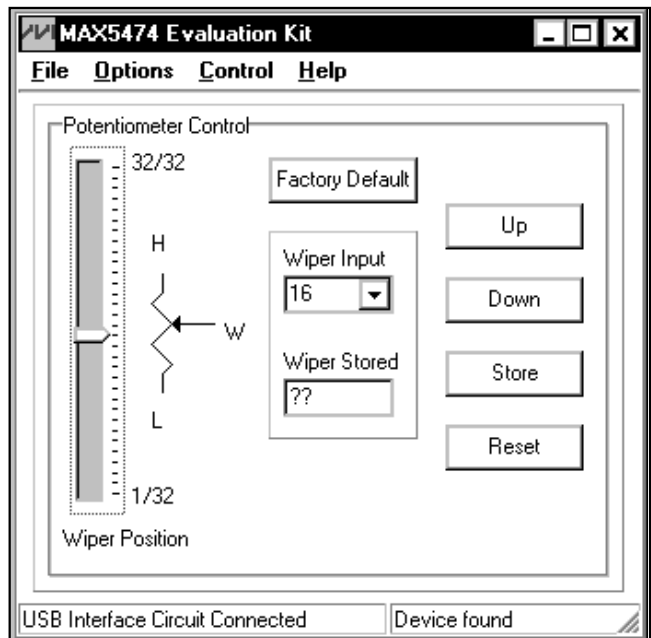 MAX5474 Evaluation Kit
File Options Control Help
Potentiometer Control
32/32
H
W
L
1/32
Wiper Position
Factory Default
Wiper Input
16
Wiper Stored
??
Up
Down
Store
Reset
USB Interface Circuit Connected
Device found